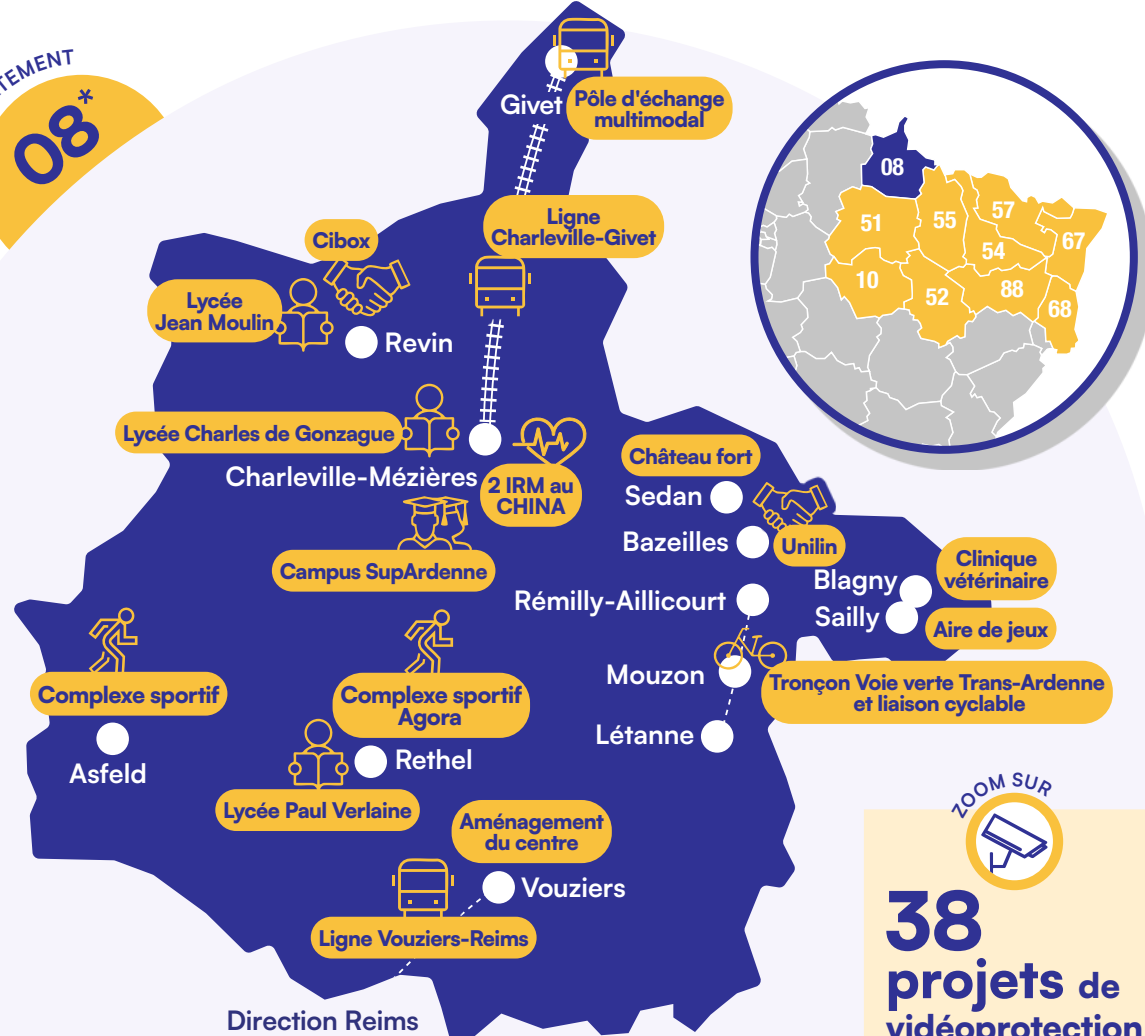 08*
Givet
Pôle d'échange
multimodal
Ligne
Charleville-Givet
Cibox
Lycée
Jean Moulin
Revin
Lycée Charles de Gonzague
Charleville-Mézières
2 IRM au
CHINA
Campus SupArdenne
Château fort
Sedan
Bazeilles
Unilin
Blagny
Clinique
vétérinaire
Sailly
Aire de jeux
Rémilly-Aillicourt
Mouzon
Tronçon Voie verte Trans-Ardenne
et liaison cyclable
Létanne
Complexe sportif
Asfeld
Complexe sportif
Agora
Rethel
Lycée Paul Verlaine
Aménagement
du centre
Vouziers
Ligne Vouziers-Reims
Direction Reims
08
51
55
57
54
67
10
52
88
68
ZOOM SUR
38
projets de
vidéoprotection